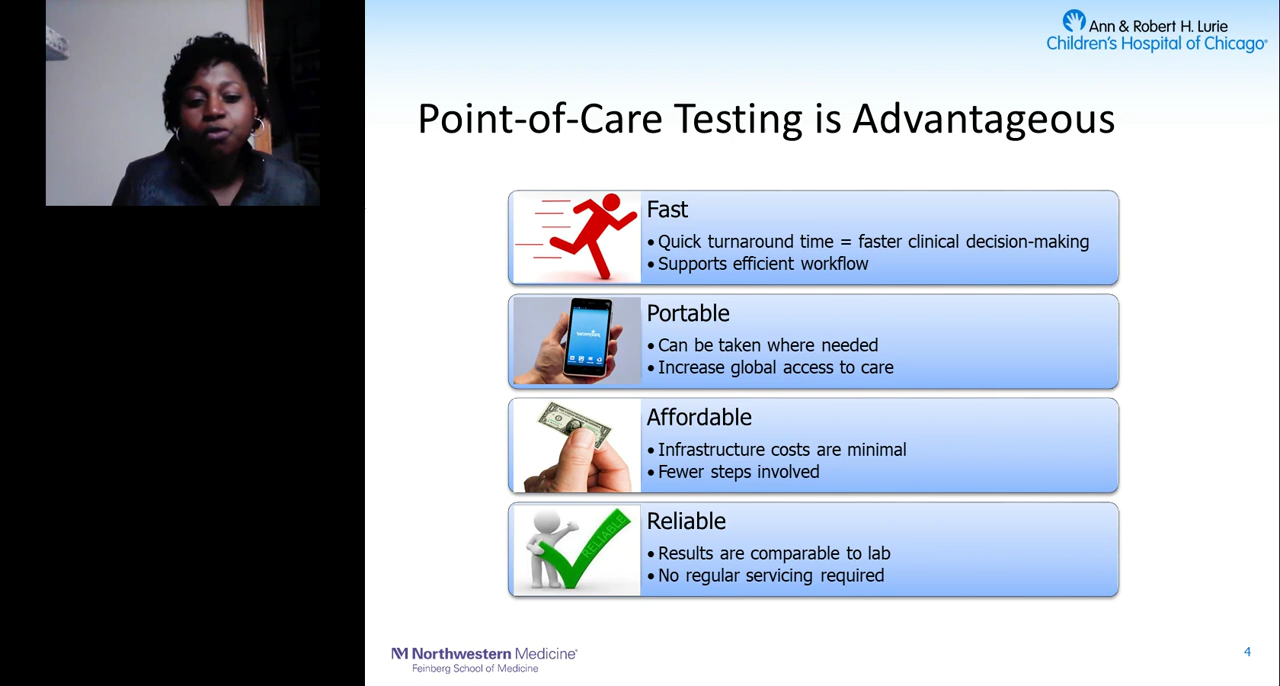 Ann & Robert H. Lurie
Children's Hospital of Chicago
Point-of-Care Testing is Advantageous
Fast
• Quick turnaround time = faster clinical decision-making
• Supports efficient workflow
Portable
• Can be taken where needed
• Increase global access to care
Affordable
• Infrastructure costs are minimal
• Fewer steps involved
RELIABLE
Reliable
• Results are comparable to lab
• No regular servicing required
Northwestern Medicine
Feinberg School of Medicine
4